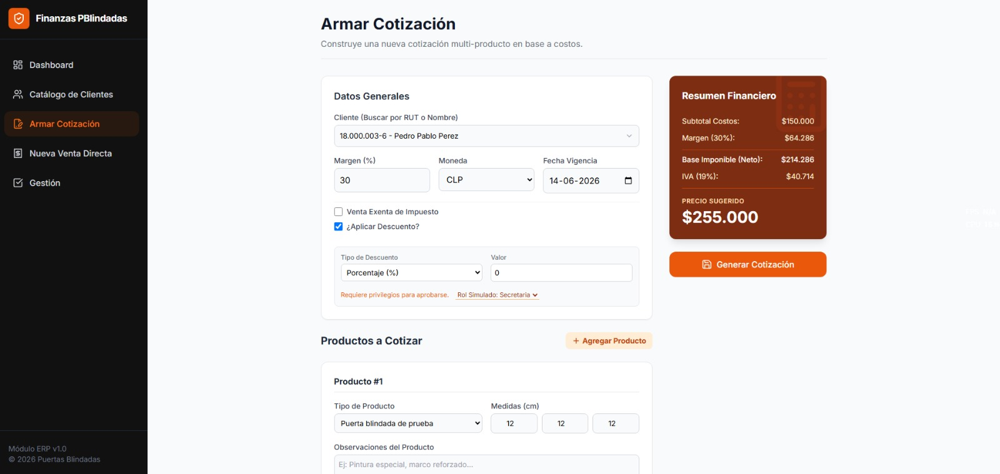 Finanzas PBlindadas
Dashboard
Catálogo de Clientes
Armar Cotización
Nueva Venta Directa
Gestión
Módulo ERP v1.0
© 2026 Puertas Blindadas
Armar Cotización
Construye una nueva cotización multi-producto en base a costos.
Datos Generales
Cliente (Buscar por RUT o Nombre)
18.000.003-6 - Pedro Pablo Perez
Margen (%) Moneda Fecha Vigencia
30 CLP 14-06-2026
Venta Exenta de Impuesto
¿Aplicar Descuento?
Tipo de Descuento Valor
Porcentaje (%) 0
Requiere privilegios para aprobarse. Rol Simulado: Secretaria
Productos a Cotizar + Agregar Producto
Producto #1
Tipo de Producto Medidas (cm)
Puerta blindada de prueba 12 12 12
Observaciones del Producto
Ej: Pintura especial, marco reforzado...
Resumen Financiero
Subtotal Costos: $150.000
Margen (30%): $64.286
Base Imponible (Neto): $214.286
IVA (19%): $40.714
PRECIO SUGERIDO
$255.000
Generar Cotización